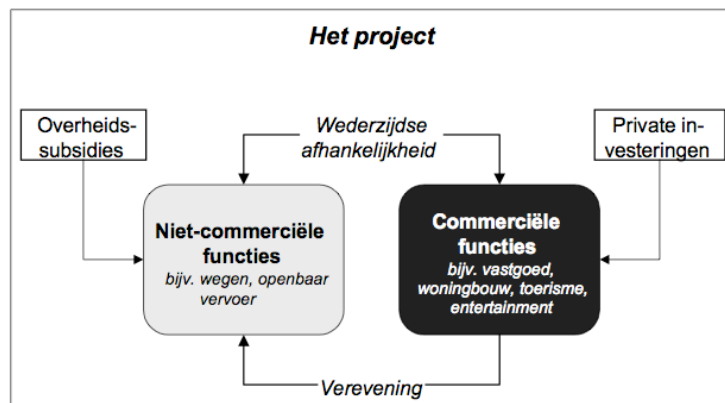 Het project
Overheids-
subsidies
Wederzijdse
afhankelijkheid
Private in-
vesteringen
Niet-commerciële
functies
bijv. wegen, openbaar
vervoer
Commerciële
functies
bijv. vastgoed,
woningbouw, toerisme,
entertainment
Verevening